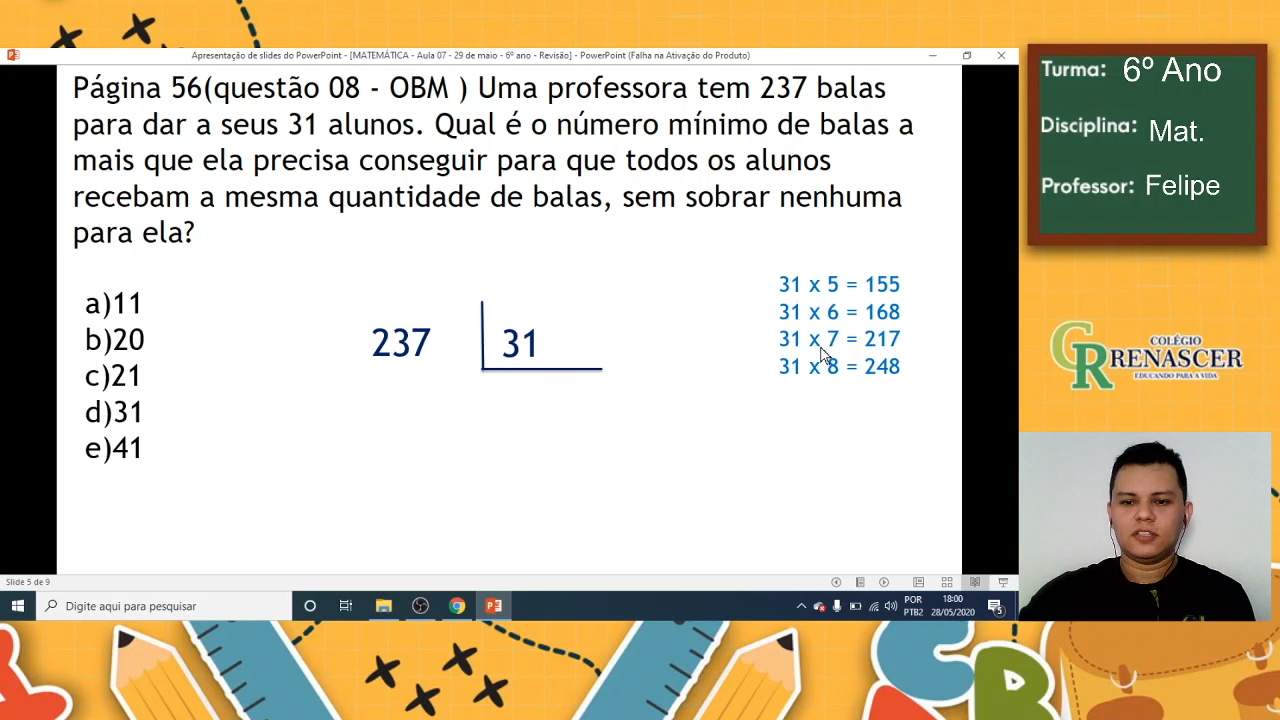 Apresentação de slides do PowerPoint - [MATEMÁTICA - Aula 07 - 29 de maio - 6º ano - Revisão] - PowerPoint (Falha na Ativação do Produto)
Página 56(questão 08 - OBM ) Uma professora tem 237 balas
para dar a seus 31 alunos. Qual é o número mínimo de balas a
mais que ela precisa conseguir para que todos os alunos
recebam a mesma quantidade de balas, sem sobrar nenhuma
para ela?
a)11
b)20
c)21
d)31
e)41
237
31
31 x 5 = 155
31 x 6 = 168
31 x 7 = 217
31 x 8 = 248
Turma: 6º Ano
Disciplina: Mat.
Professor: Felipe
CR
COLÉGIO
RENASCER
EDUCANDO PARA A VIDA
Slide 5 de 9
Digite aqui para pesquisar
POR
PTB2
18:00
28/05/2020
5
C
B